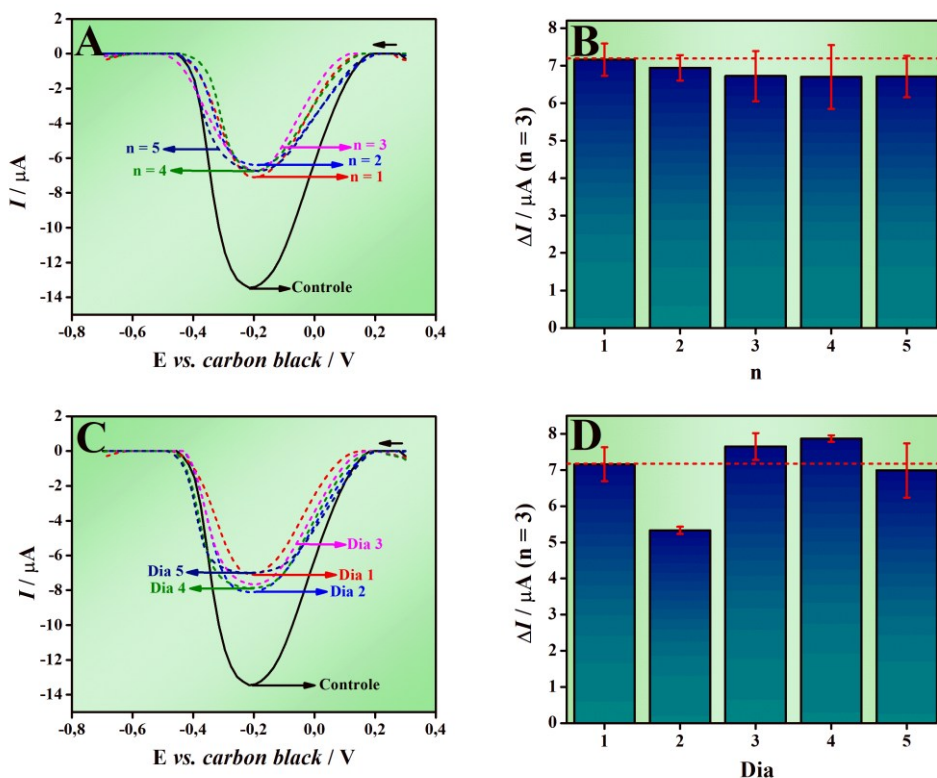 A
2
0
-2
-4
-6
-8
-10
-12
-14
I / µA
n = 5
n = 4
n = 3
n = 2
n = 1
Controle
-0,8 -0,6 -0,4 -0,2 0,0 0,2 0,4
E vs. carbon black / V
B
8
7
6
5
4
3
2
1
0
ΔI / µA (n = 3)
1 2 3 4 5
n
C
2
0
-2
-4
-6
-8
-10
-12
-14
I / µA
Dia 3
Dia 5
Dia 1
Dia 4
Dia 2
Controle
-0,8 -0,6 -0,4 -0,2 0,0 0,2 0,4
E vs. carbon black / V
D
8
7
6
5
4
3
2
1
0
ΔI / µA (n = 3)
1 2 3 4 5
Dia